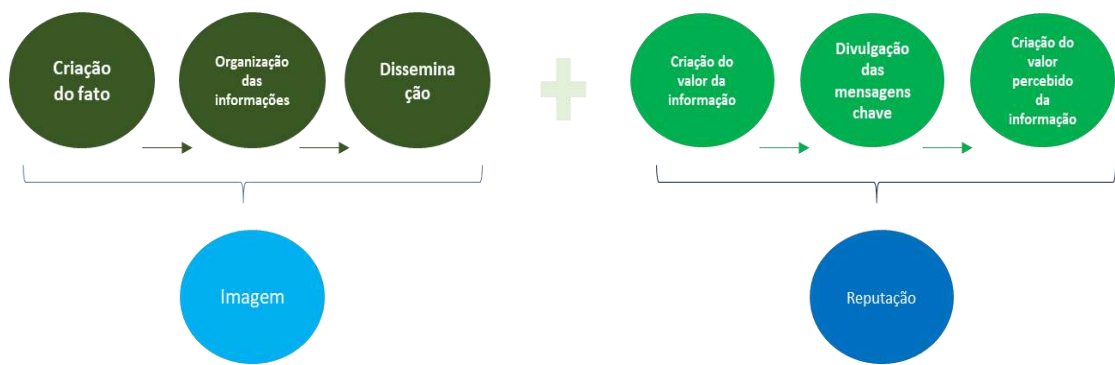 Criação
do fato
Organização
das
informações
Dissemina
ção
Criação do
valor da
informação
Divulgação
das
mensagens
chave
Criação do
valor
percebido
da
informação
Imagem
Reputação